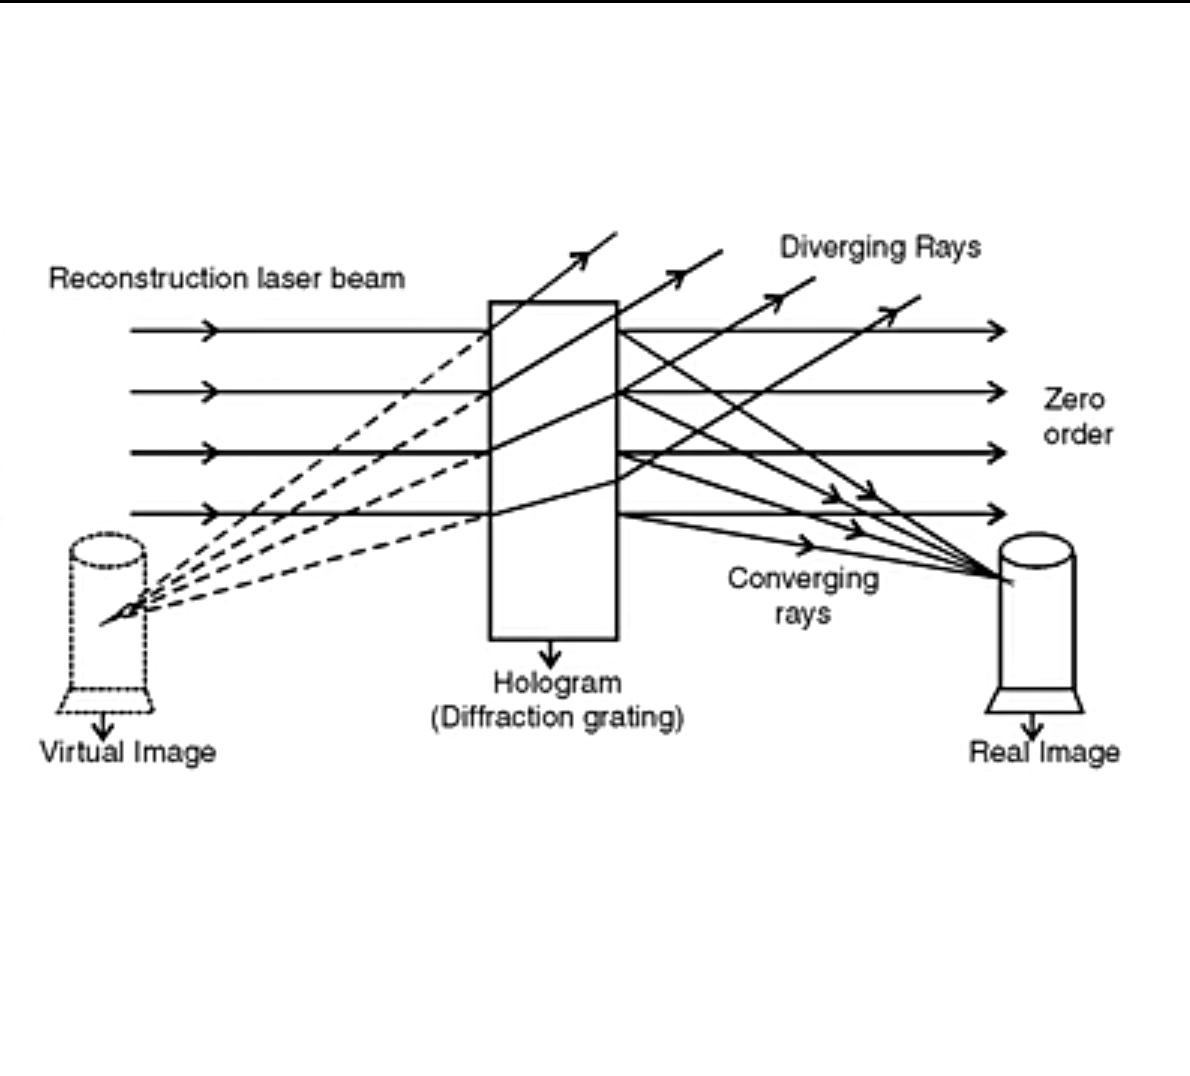 Diverging Rays
Reconstruction laser beam
Zero
order
Converging
rays
Hologram
(Diffraction grating)
Virtual Image
Real Image